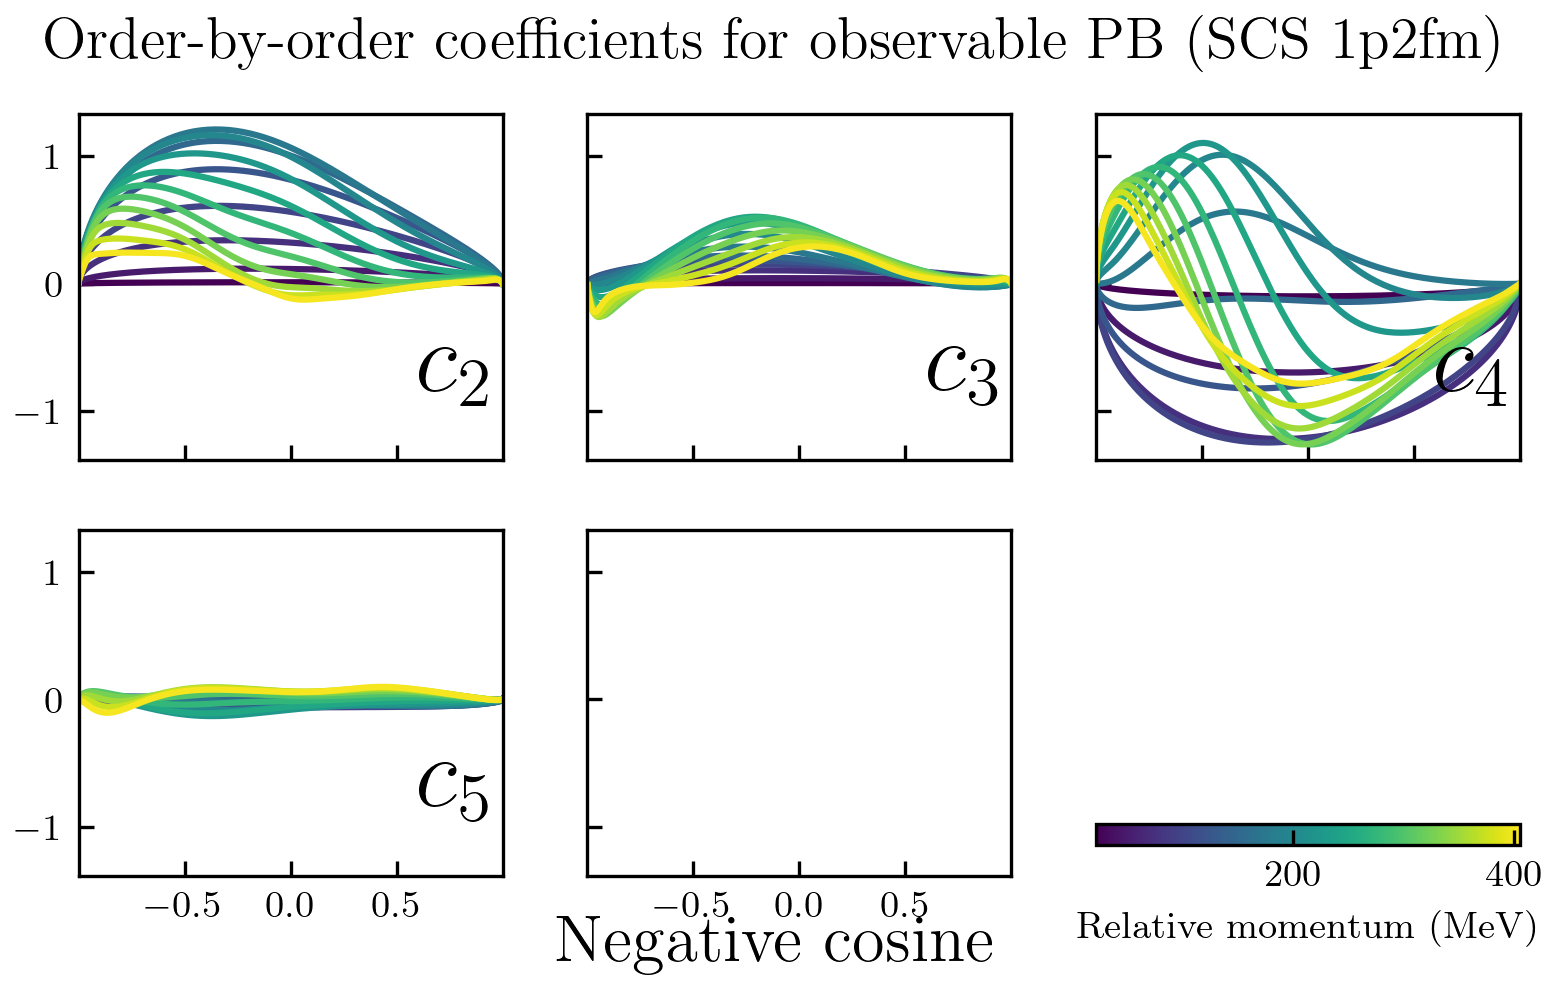 Order-by-order coefficients for observable PB (SCS 1p2fm)
1
0
−1
c2
c3
c4
1
0
−1
c5
−0.5 0.0 0.5
−0.5 0.0 0.5
200 400
Relative momentum (MeV)
Negative cosine